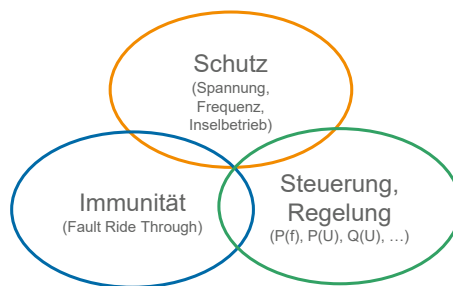 Schutz
(Spannung,
Frequenz,
Inselbetrieb)
Immunität
(Fault Ride Through)
Steuerung,
Regelung
(P(f), P(U), Q(U), …)